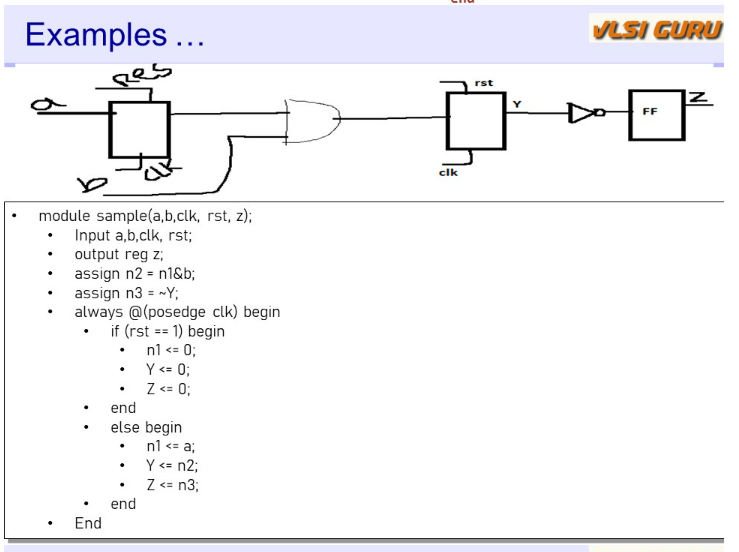 End
Examples ...
VLSI GURU
Res
a
clk
b
rst
clk
Y
FF
Z
• module sample(a,b,clk, rst, z);
• Input a,b,clk, rst;
• output reg z;
• assign n2 = n1&b;
• assign n3 = ~Y;
• always @(posedge clk) begin
• if (rst == 1) begin
• n1 <= 0;
• Y <= 0;
• Z <= 0;
• end
• else begin
• n1 <= a;
• Y <= n2;
• Z <= n3;
• end
• End